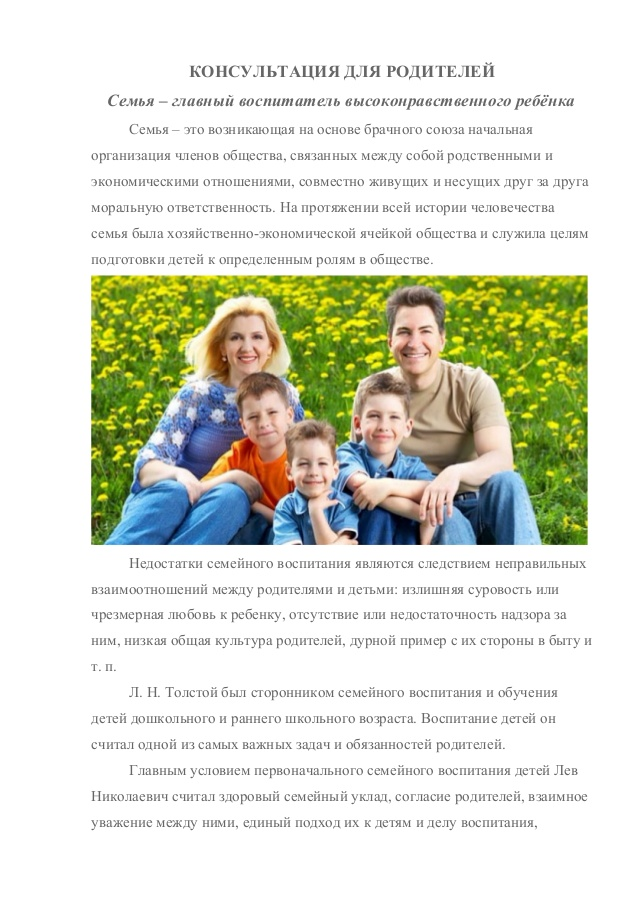 КОНСУЛЬТАЦИЯ ДЛЯ РОДИТЕЛЕЙ
Семья – главный воспитатель высоконравственного ребёнка
Семья – это возникающая на основе брачного союза начальная
организация членов общества, связанных между собой родственными и
экономическими отношениями, совместно живущих и несущих друг за друга
моральную ответственность. На протяжении всей истории человечества
семья была хозяйственно-экономической ячейкой общества и служила целям
подготовки детей к определенным ролям в обществе.
Недостатки семейного воспитания являются следствием неправильных
взаимоотношений между родителями и детьми: излишняя суровость или
чрезмерная любовь к ребенку, отсутствие или недостаточность надзора за
ним, низкая общая культура родителей, дурной пример с их стороны в быту и
т. п.
Л. Н. Толстой был сторонником семейного воспитания и обучения
детей дошкольного и раннего школьного возраста. Воспитание детей он
считал одной из самых важных задач и обязанностей родителей.
Главным условием первоначального семейного воспитания детей Лев
Николаевич считал здоровый семейный уклад, согласие родителей, взаимное
уважение между ними, единый подход их к детям и делу воспитания,